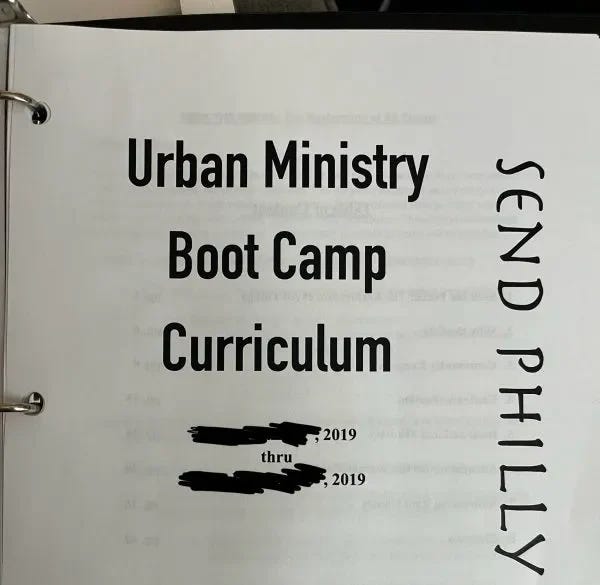 Urban Ministry
Boot Camp
Curriculum
, 2019
thru
, 2019
SEND PHILLY